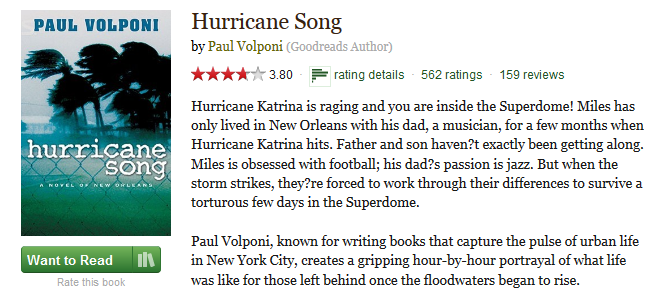 PAUL VOLPONI
hurricane
song
A NOVEL OF NEW ORLEANS
Want to Read
Rate this book
Hurricane Song
by Paul Volponi (Goodreads Author)
3.80 · rating details · 562 ratings · 159 reviews
Hurricane Katrina is raging and you are inside the Superdome! Miles has
only lived in New Orleans with his dad, a musician, for a few months when
Hurricane Katrina hits. Father and son haven?t exactly been getting along.
Miles is obsessed with football; his dad?s passion is jazz. But when the
storm strikes, they?re forced to work through their differences to survive a
torturous few days in the Superdome.
Paul Volponi, known for writing books that capture the pulse of urban life
in New York City, creates a gripping hour-by-hour portrayal of what life
was like for those left behind once the floodwaters began to rise.